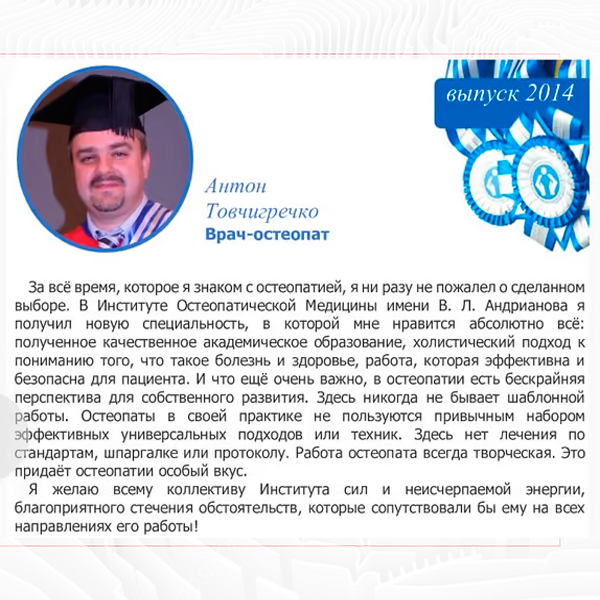 выпуск 2014
Антон
Товчигречко
Врач-остеопат
За всё время, которое я знаком с остеопатией, я ни разу не пожалел о сделанном
выборе. В Институте Остеопатической Медицины имени В. Л. Андрианова я
получил новую специальность, в которой мне нравится абсолютно всё:
полученное качественное академическое образование, холистический подход к
пониманию того, что такое болезнь и здоровье, работа, которая эффективна и
безопасна для пациента. И что ещё очень важно, в остеопатии есть бескрайняя
перспектива для собственного развития. Здесь никогда не бывает шаблонной
работы. Остеопаты в своей практике не пользуются привычным набором
эффективных универсальных подходов или техник. Здесь нет лечения по
стандартам, шпаргалке или протоколу. Работа остеопата всегда творческая. Это
придаёт остеопатии особый вкус.
Я желаю всему коллективу Института сил и неисчерпаемой энергии,
благоприятного стечения обстоятельств, которые сопутствовали бы ему на всех
направлениях его работы!